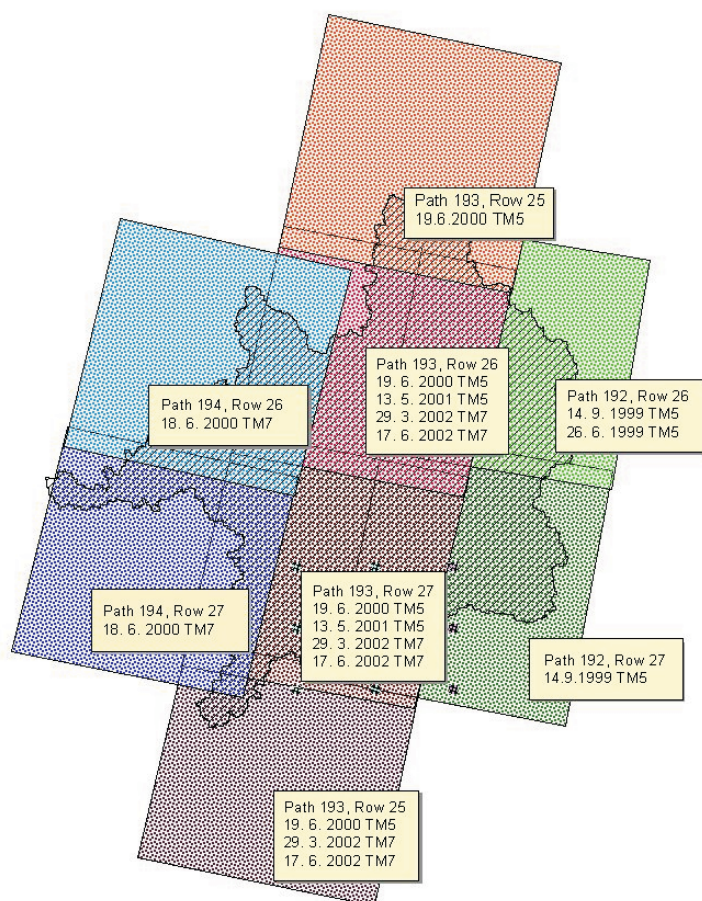 Path 193, Row 25
19.6.2000 TM5
Path 193, Row 26
19. 6. 2000 TM5
13. 5. 2001 TM5
29. 3. 2002 TM7
17. 6. 2002 TM7
Path 194, Row 26
18. 6. 2000 TM7
Path 192, Row 26
14. 9. 1999 TM5
26. 6. 1999 TM5
Path 194, Row 27
18. 6. 2000 TM7
Path 193, Row 27
19. 6. 2000 TM5
13. 5. 2001 TM5
29. 3. 2002 TM7
17. 6. 2002 TM7
Path 192, Row 27
14.9.1999 TM5
Path 193, Row 25
19. 6. 2000 TM5
29. 3. 2002 TM7
17. 6. 2002 TM7